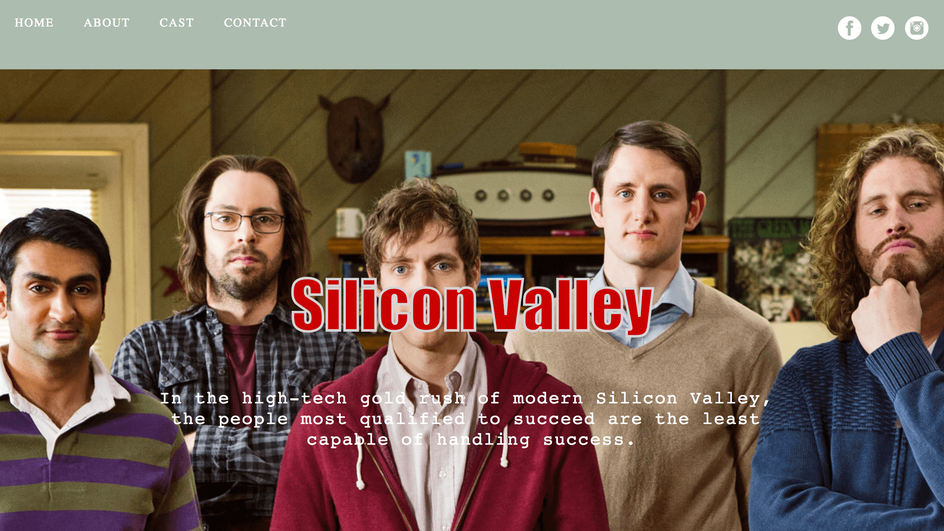 HOME ABOUT CAST CONTACT
Silicon Valley
In the high-tech gold rush of modern Silicon Valley,
the people most qualified to succeed are the least
capable of handling success.